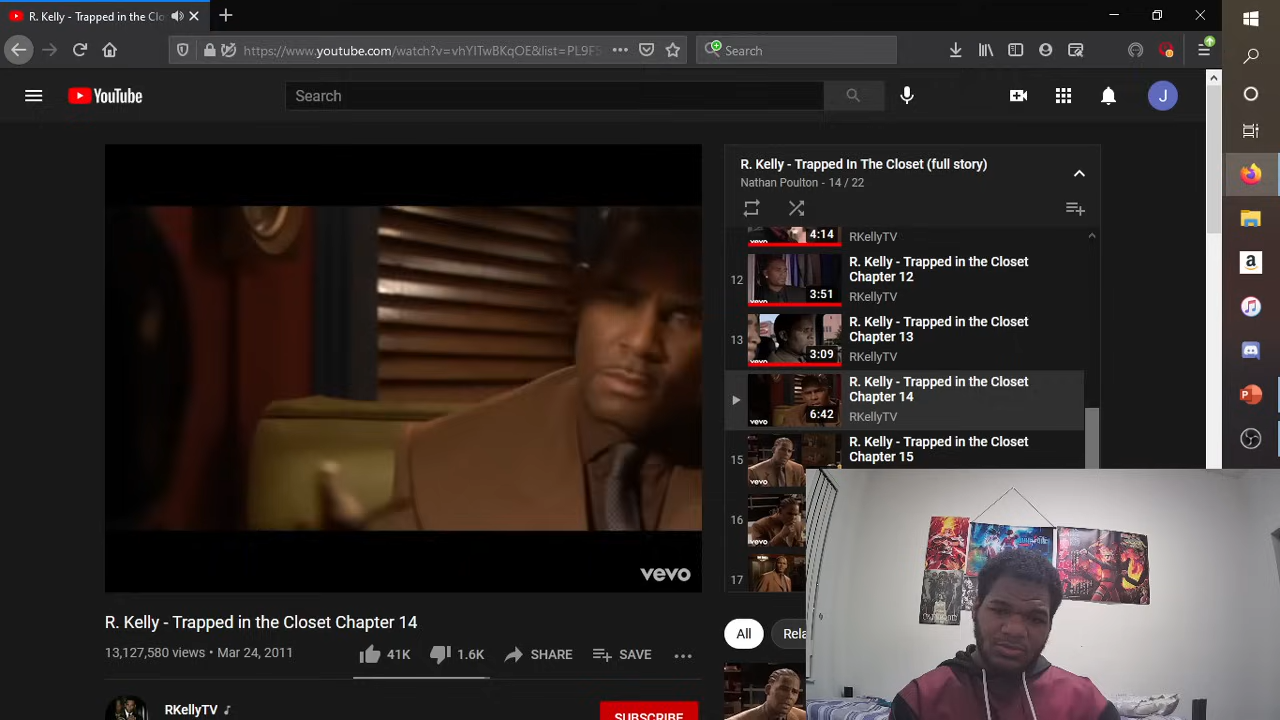 R. Kelly - Trapped in the Clo
https://www.youtube.com/watch?v=vhYITwBKtOE&list=PL9F5
Search
YouTube
Search
J
R. Kelly - Trapped In The Closet (full story)
Nathan Poulton - 14 / 22
4:14
RKellyTV
12
3:51
R. Kelly - Trapped in the Closet
Chapter 12
RKellyTV
13
3:09
R. Kelly - Trapped in the Closet
Chapter 13
RKellyTV
6:42
R. Kelly - Trapped in the Closet
Chapter 14
RKellyTV
15
R. Kelly - Trapped in the Closet
Chapter 15
16
vevo
17
vevo
R. Kelly - Trapped in the Closet Chapter 14
13,127,580 views • Mar 24, 2011
41K
1.6K
SHARE
SAVE
All
Rela
RKellyTV
SUBSCRIBE